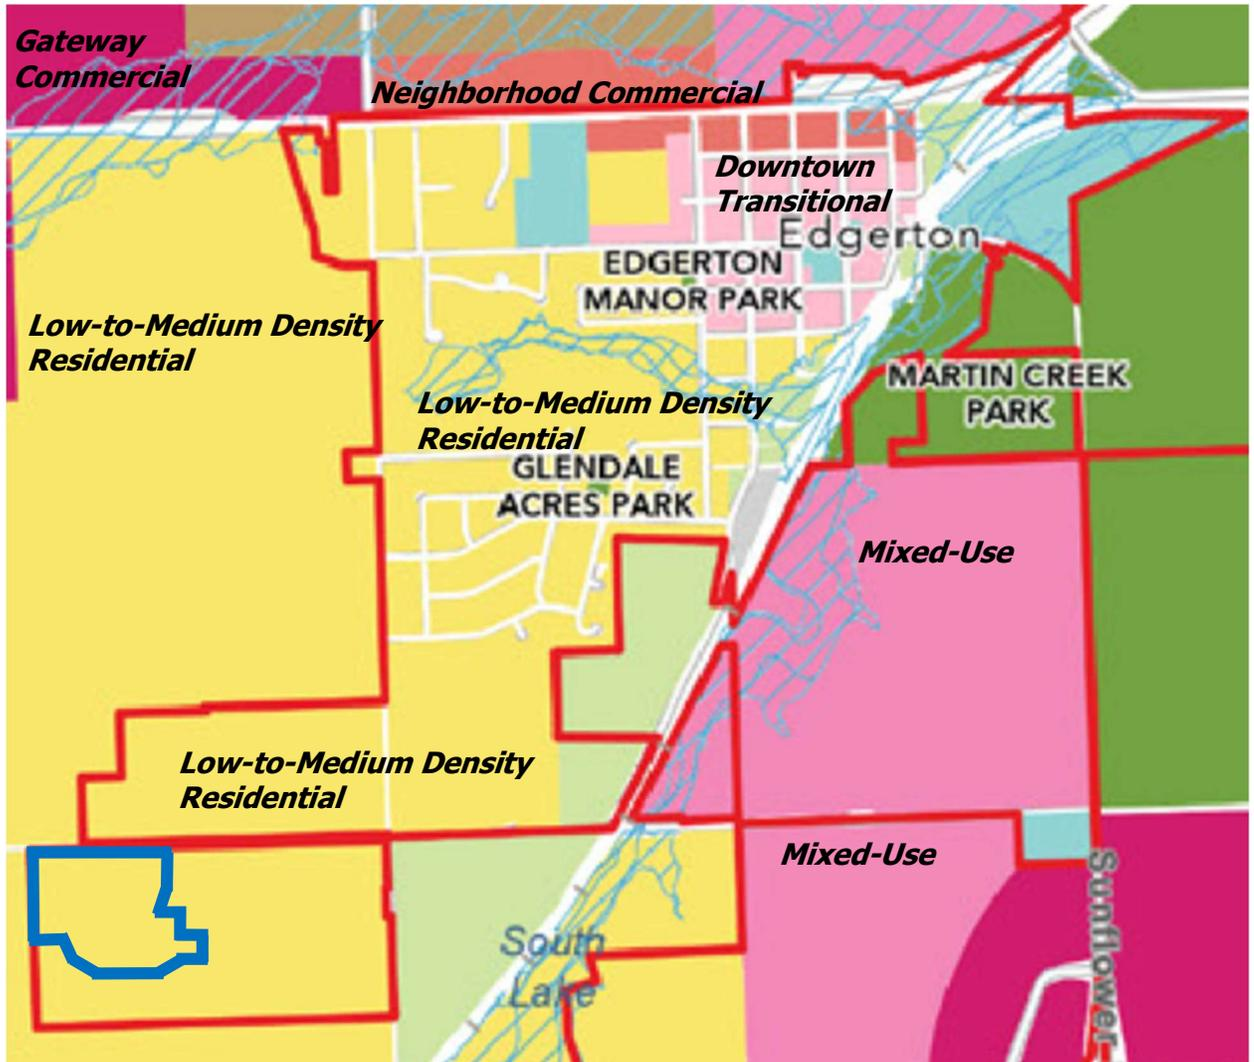 Gateway
Commercial
Neighborhood Commercial
Downtown
Transitional
Edgerton
EDGERTON
MANOR PARK
Low-to-Medium Density
Residential
MARTIN CREEK
PARK
Low-to-Medium Density
Residential
GLENDALE
ACRES PARK
Mixed-Use
Low-to-Medium Density
Residential
Mixed-Use
Sunflower
South
Lake